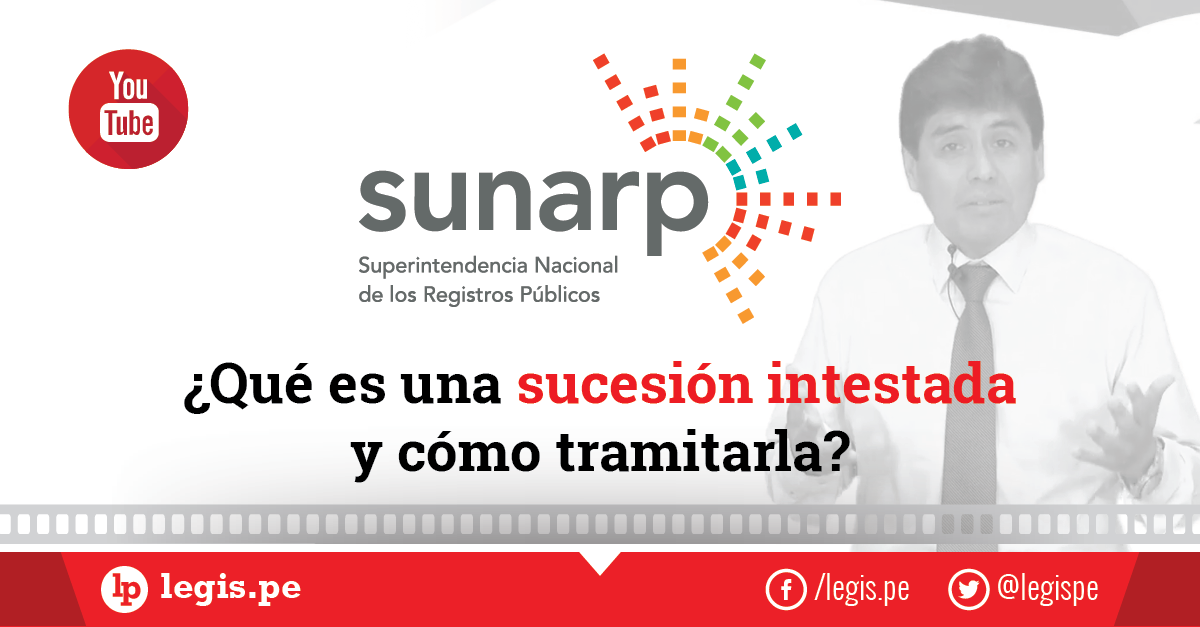 You
Tube
sunarp
Superintendencia Nacional
de los Registros Públicos
¿Qué es una sucesión intestada
y cómo tramitarla?
lp legis.pe
f /legis.pe
@legispe